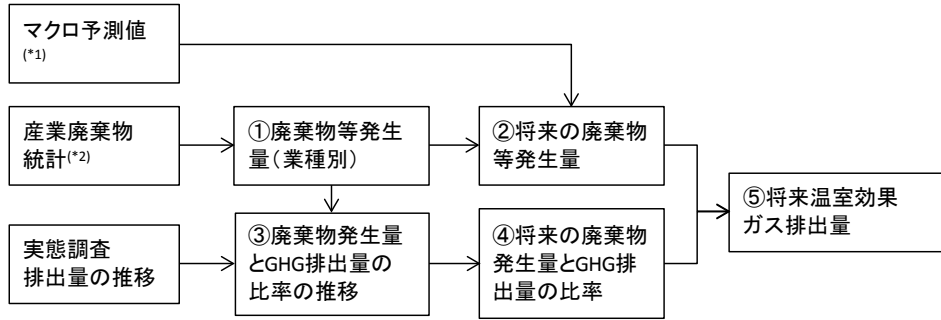 マクロ予測値
(*1)
産業廃棄物
統計(*2)
①廃棄物等発生
量(業種別)
②将来の廃棄物
等発生量
⑤将来温室効果
ガス排出量
実態調査
排出量の推移
③廃棄物発生量
とGHG排出量の
比率の推移
④将来の廃棄物
発生量とGHG排
出量の比率